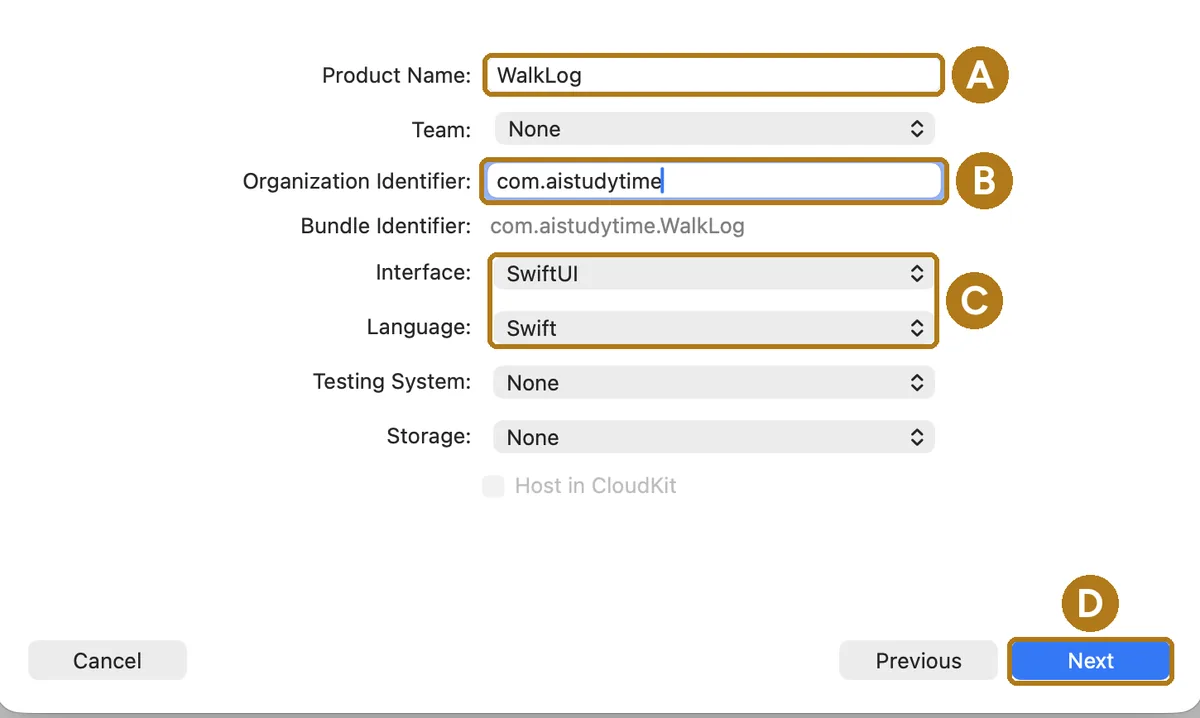 Product Name: WalkLog A
Team: None
Organization Identifier: com.aistudytime B
Bundle Identifier: com.aistudytime.WalkLog
Interface: SwiftUI
C
Language: Swift
Testing System: None
Storage: None
Host in CloudKit
D
Cancel Previous Next